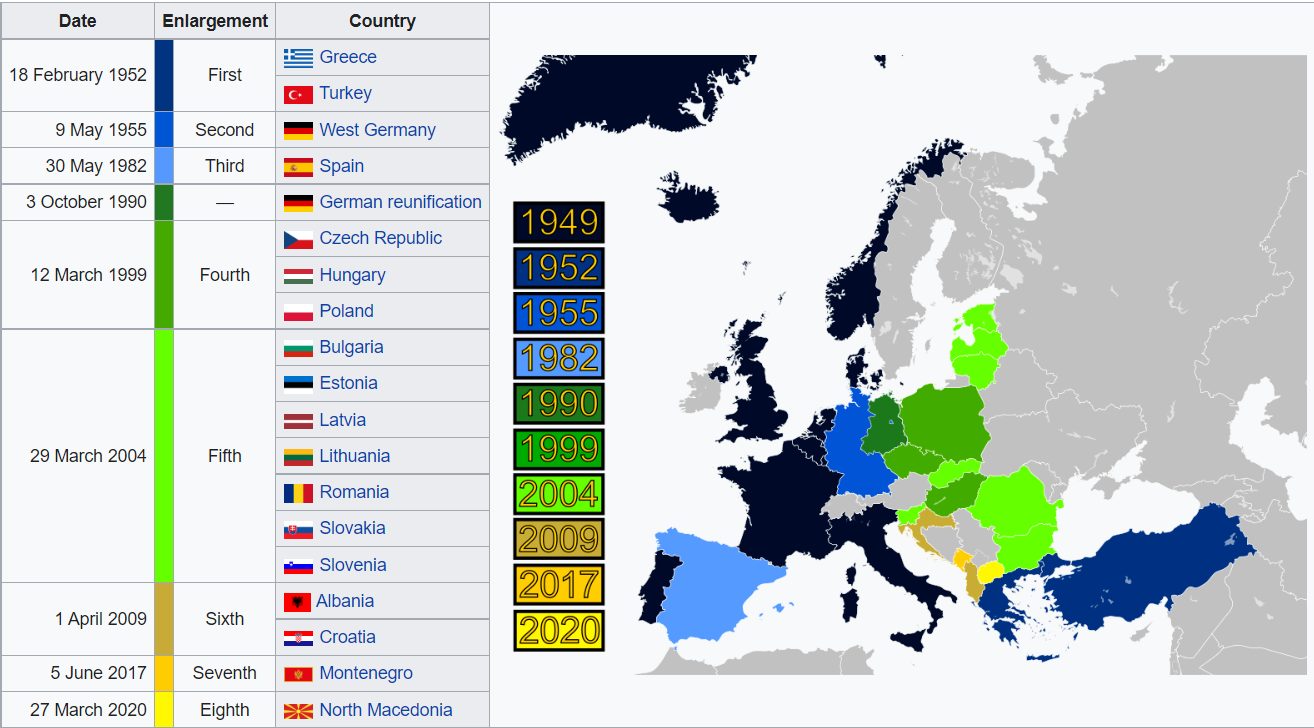 Date Enlargement Country
18 February 1952 First Greece
Turkey
9 May 1955 Second West Germany
30 May 1982 Third Spain
3 October 1990 — German reunification
12 March 1999 Fourth Czech Republic
Hungary
Poland
29 March 2004 Fifth Bulgaria
Estonia
Latvia
Lithuania
Romania
Slovakia
Slovenia
1 April 2009 Sixth Albania
Croatia
5 June 2017 Seventh Montenegro
27 March 2020 Eighth North Macedonia
1949
1952
1955
1982
1990
1999
2004
2009
2017
2020